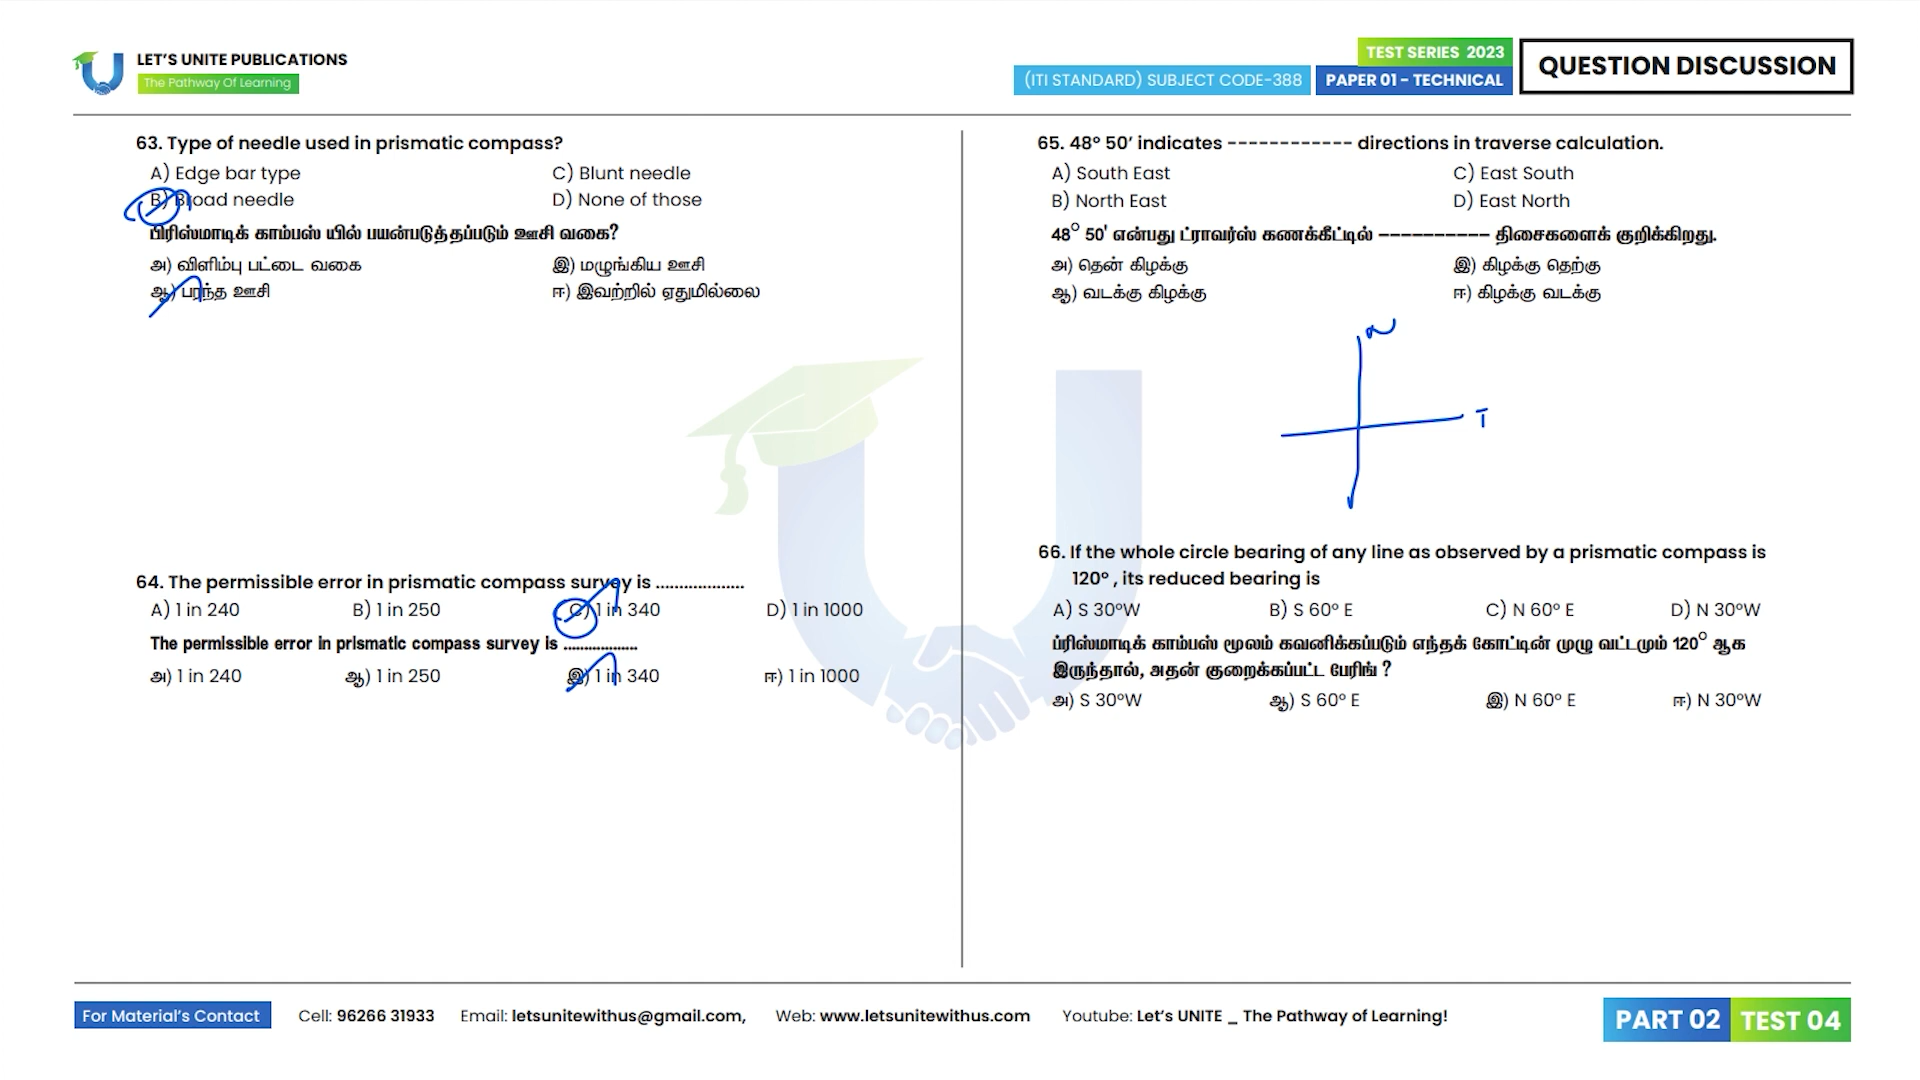 LET'S UNITE PUBLICATIONS
The Pathway Of Learning
TEST SERIES 2023
(ITI STANDARD) SUBJECT CODE-388
PAPER 01 - TECHNICAL
QUESTION DISCUSSION
63. Type of needle used in prismatic compass?
A) Edge bar type
C) Blunt needle
B) Broad needle
D) None of those
பிரிஸ்மாடிக் காம்பஸ் யில் பயன்படுத்தப்படும் ஊசி வகை?
அ) விளிம்பு பட்டை வகை
இ) மழுங்கிய ஊசி
ஆ) பரந்த ஊசி
ஈ) இவற்றில் ஏதுமில்லை
64. The permissible error in prismatic compass survey is ...................
A) 1 in 240
B) 1 in 250
C) 1 in 340
D) 1 in 1000
The permissible error in prismatic compass survey is ...................
அ) 1 in 240
ஆ) 1 in 250
இ) 1 in 340
ஈ) 1 in 1000
65. 48° 50' indicates ------------ directions in traverse calculation.
A) South East
C) East South
B) North East
D) East North
48° 50' என்பது ட்ராவர்ஸ் கணக்கீட்டில் ---------- திசைகளைக் குறிக்கிறது.
அ) தென் கிழக்கு
இ) கிழக்கு தெற்கு
ஆ) வடக்கு கிழக்கு
ஈ) கிழக்கு வடக்கு
N
66. If the whole circle bearing of any line as observed by a prismatic compass is
120° , its reduced bearing is
A) S 30°W
B) S 60° E
C) N 60° E
D) N 30°W
ப்ரிஸ்மாடிக் காம்பஸ் மூலம் கவனிக்கப்படும் எந்தக் கோட்டின் முழு வட்டமும் 120° ஆக
இருந்தால், அதன் குறைக்கப்பட்ட பேரிங் ?
அ) S 30°W
ஆ) S 60° E
இ) N 60° E
ஈ) N 30°W
For Material's Contact
Cell: 96266 31933
Email: letsunitewithus@gmail.com,
Web: www.letsunitewithus.com
Youtube: Let's UNITE _ The Pathway of Learning!
PART 02
TEST 04